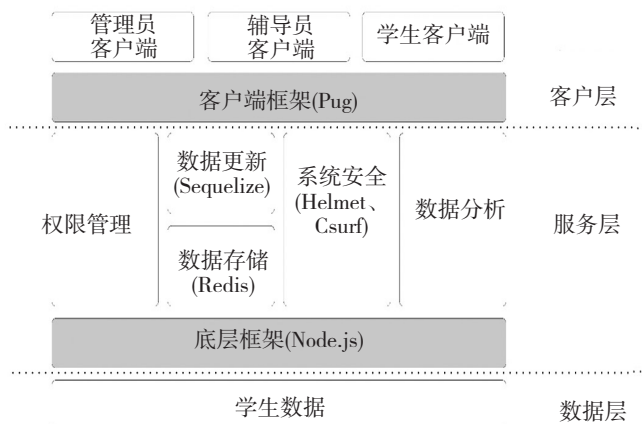 管理员
客户端
辅导员
客户端
学生客户端
客户端框架(Pug)
客户层
权限管理
数据更新
(Sequelize)
数据存储
(Redis)
系统安全
(Helmet、
Csurf)
数据分析
服务层
底层框架(Node.js)
学生数据
数据层